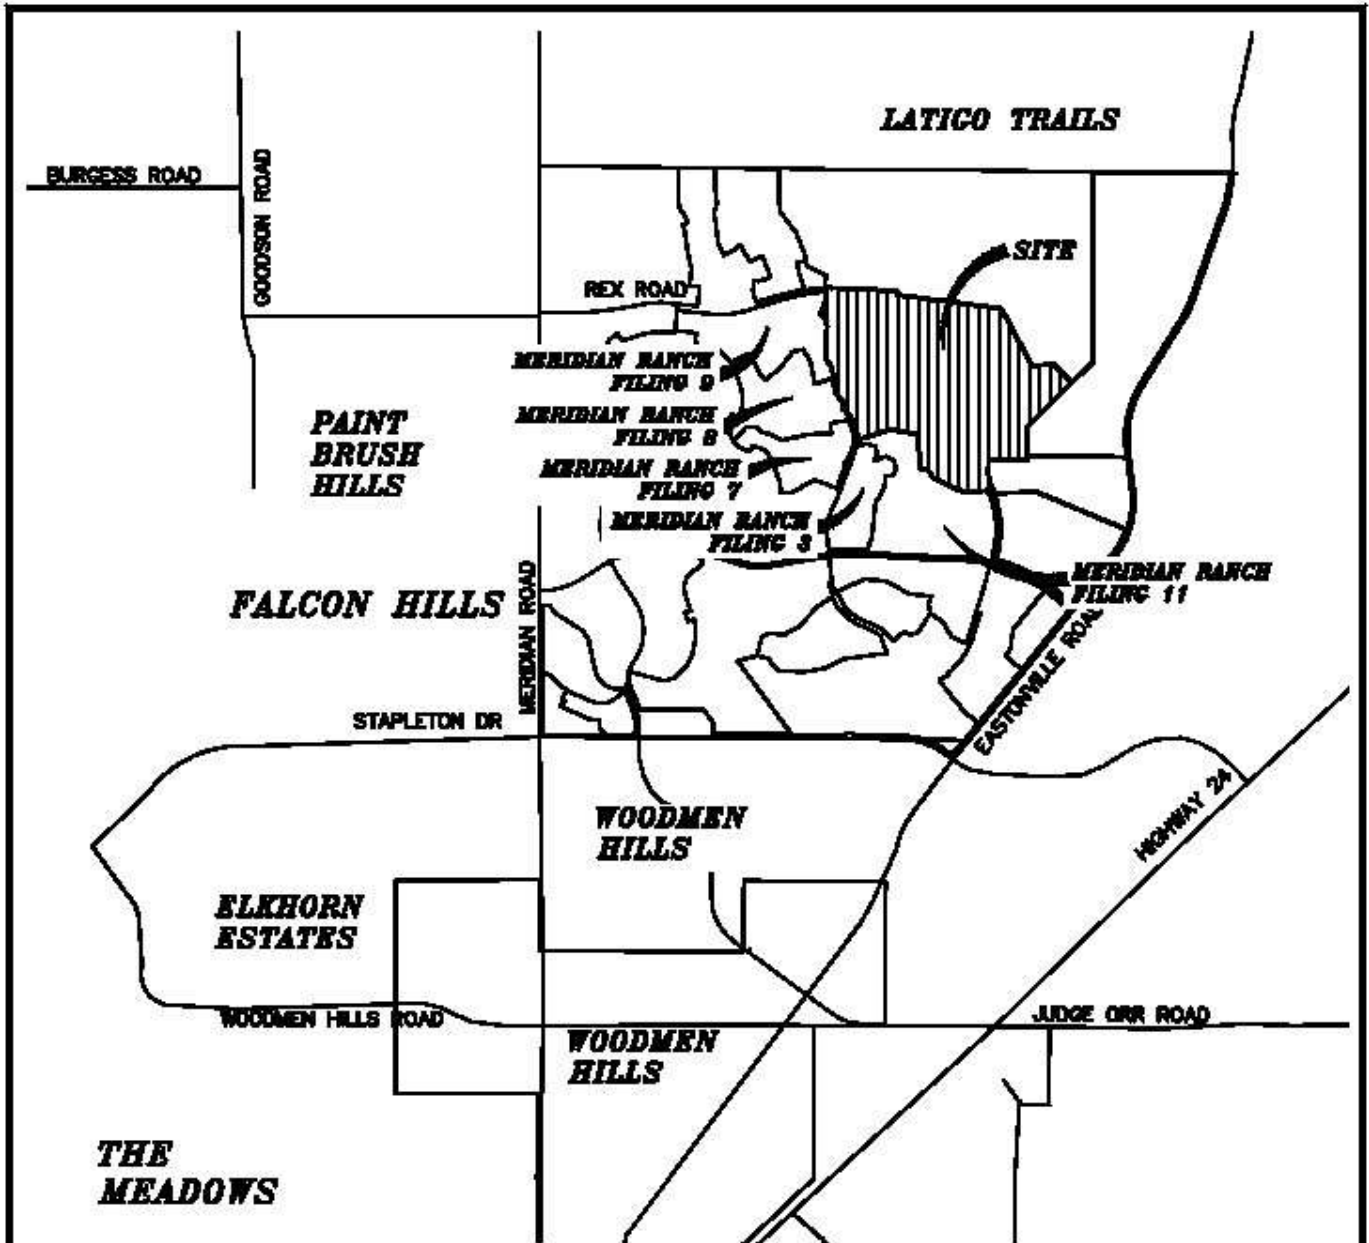 LATIGO TRAILS
BURGESS ROAD
GOODSON ROAD
SITE
REX ROAD
MERIDIAN RANCH
FILING 9
MERIDIAN RANCH
FILING 8
PAINT
BRUSH
HILLS
MERIDIAN RANCH
FILING 7
MERIDIAN RANCH
FILING 3
MERIDIAN RANCH
FILING 11
FALCON HILLS
MERIDIAN ROAD
EASTONVILLE ROAD
STAPLETON DR
HIGHWAY 24
WOODMEN
HILLS
ELKHORN
ESTATES
WOODMEN HILLS ROAD
JUDGE ORR ROAD
WOODMEN
HILLS
THE
MEADOWS